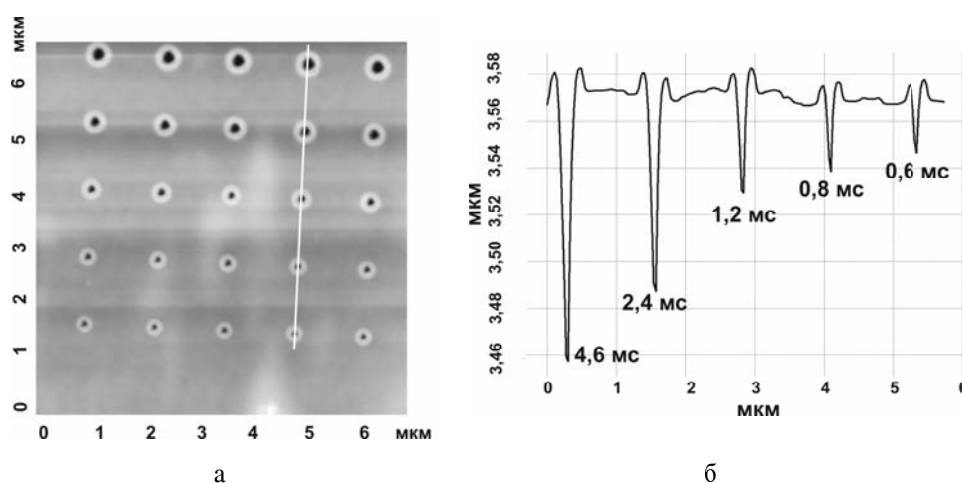 мкм
6
5
4
3
2
1
0
0 1 2 3 4 5 6 мкм
а
б
мкм
3,58
3,56
3,54
3,52
3,50
3,48
3,46
4,6 мс
2,4 мс
1,2 мс
0,8 мс
0,6 мс
0 1 2 3 4 5 6
мкм